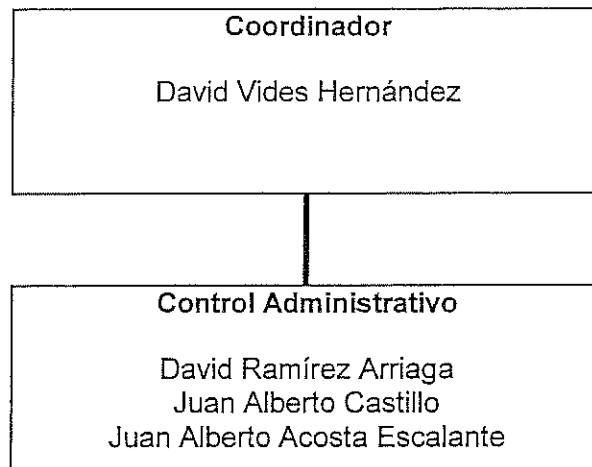 Coordinador
David Vides Hernández
Control Administrativo
David Ramírez Arriaga
Juan Alberto Castillo
Juan Alberto Acosta Escalante